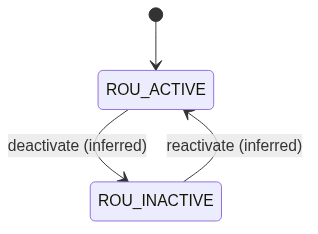 ROU_ACTIVE
deactivate (inferred)
reactivate (inferred)
ROU_INACTIVE